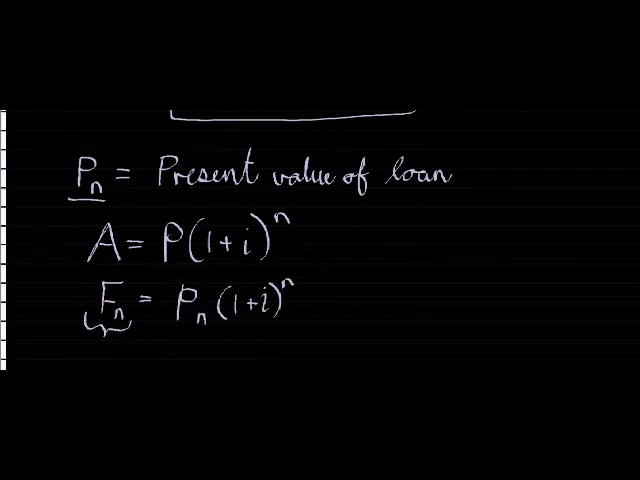 Pₙ = Present value of loan
A = P(1+i)ⁿ
Fₙ = Pₙ(1+i)ⁿ